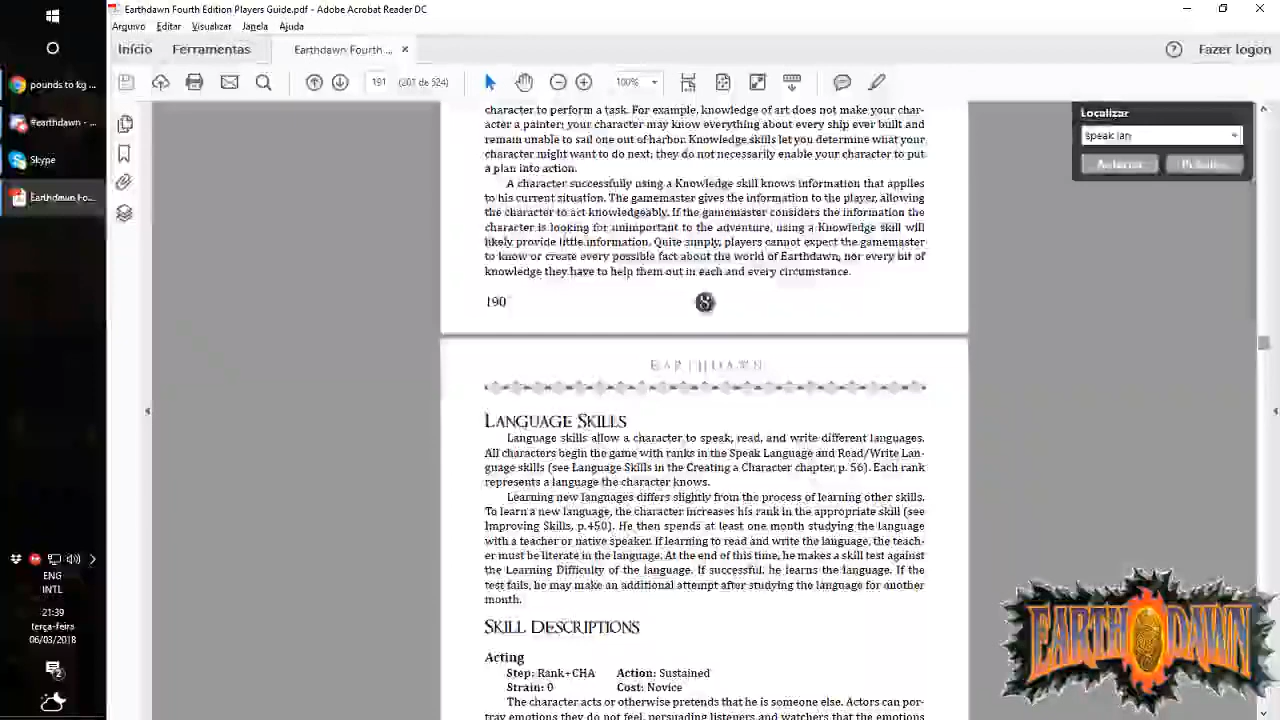 Earthdawn Fourth Edition Players Guide.pdf - Adobe Acrobat Reader DC
Arquivo Editar Visualizar Janela Ajuda
Início Ferramentas Earthdawn Fourth ... × Fazer logon
191 (201 de 524) 100%
pounds to kg ...
#earthdawn - ...
Skype
Earthdawn Fo...
Localizar
speak lan
character to perform a task. For example, knowledge of art does not make your char-
acter a painter; your character may know everything about every ship ever built and
remain unable to sail one out of harbor. Knowledge skills let you determine what your
character might want to do next; they do not necessarily enable your character to put
a plan into action.
A character successfully using a Knowledge skill knows information that applies
to his current situation. The gamemaster gives the information to the player, allowing
the character to act knowledgeably. If the gamemaster considers the information the
character is looking for unimportant to the adventure, using a Knowledge skill will
likely provide little information. Quite simply, players cannot expect the gamemaster
to know or create every possible fact about the world of Earthdawn, nor every bit of
knowledge they have to help them out in each and every circumstance.
190
EARTHDAWN
LANGUAGE SKILLS
Language skills allow a character to speak, read, and write different languages.
All characters begin the game with ranks in the Speak Language and Read/Write Lan-
guage skills (see Language Skills in the Creating a Character chapter, p. 56). Each rank
represents a language the character knows.
Learning new languages differs slightly from the process of learning other skills.
To learn a new language, the character increases his rank in the appropriate skill (see
Improving Skills, p.450). He then spends at least one month studying the language
with a teacher or native speaker. If learning to read and write the language, the teach-
er must be literate in the language. At the end of this time, he makes a skill test against
the Learning Difficulty of the language. If successful, he learns the language. If the
test fails, he may make an additional attempt after studying the language for another
month.
SKILL DESCRIPTIONS
Acting
Step: Rank+CHA Action: Sustained
Strain: 0 Cost: Novice
The character acts or otherwise pretends that he is someone else. Actors can por-
tray emotions they do not feel, persuading listeners and watchers that the emotions
ENG
INTL
21:39
terça-feira
06/03/2018
2
EARTHDAWN